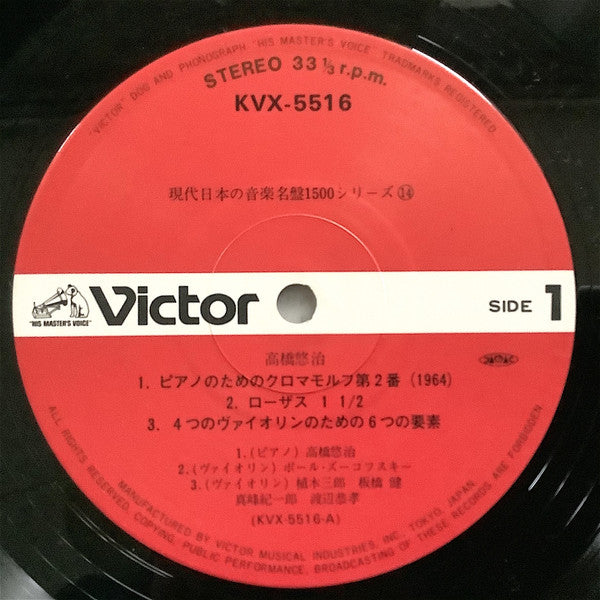 "VICTOR" DOG AND PHONOGRAPH "HIS MASTER'S VOICE" TRADMARKS REGISTERED
STEREO 33 1/3 r.p.m.
KVX-5516
現代日本の音楽名盤1500シリーズ⑭
"HIS MASTER'S VOICE"
Victor
SIDE 1
高橋悠治
1. ピアノのためのクロマモルフ第2番 (1964)
2. ローザス 1 1/2
3. 4つのヴァイオリンのための6つの要素
JASRAC
1.(ピアノ) 高橋悠治
2.(ヴァイオリン) ポール・ズーコフスキー
3.(ヴァイオリン) 植木三郎 板橋 健
真峰紀一郎 渡辺恭孝
(KVX-5516-A)
ALL RIGHTS RESERVED. COPYING, PUBLIC PERFORMANCE, BROADCASTING OF THESE RECORDS ARE FORBIDDEN
MANUFACTURED BY VICTOR MUSICAL INDUSTRIES, INC. TOKYO, JAPAN.